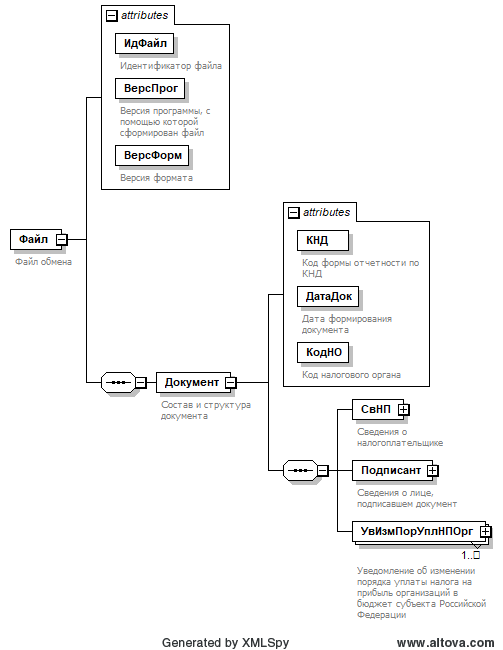 attributes
ИдФайл
Идентификатор файла
ВерсПрог
Версия программы, с
помощью которой
сформирован файл
ВерсФорм
Версия формата
Файл
Файл обмена
attributes
КНД
Код формы отчетности по
КНД
ДатаДок
Дата формирования
документа
КодНО
Код налогового органа
Документ
Состав и структура
документа
СвНП
Сведения о
налогоплательщике
Подписант
Сведения о лице,
подписавшем документ
УвИзмПорУплНПОрг
1..□
Уведомление об изменении
порядка уплаты налога на
прибыль организаций в
бюджет субъекта Российской
Федерации
Generated by XMLSpy
www.altova.com